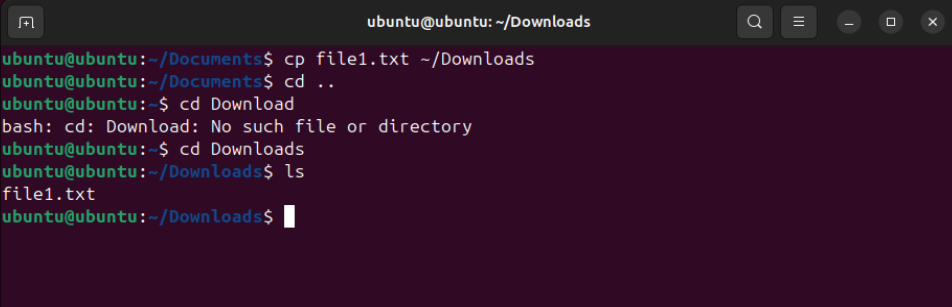 ubuntu@ubuntu: ~/Downloads
ubuntu@ubuntu:~/Documents$ cp file1.txt ~/Downloads
ubuntu@ubuntu:~/Documents$ cd ..
ubuntu@ubuntu:~$ cd Download
bash: cd: Download: No such file or directory
ubuntu@ubuntu:~$ cd Downloads
ubuntu@ubuntu:~/Downloads$ ls
file1.txt
ubuntu@ubuntu:~/Downloads$